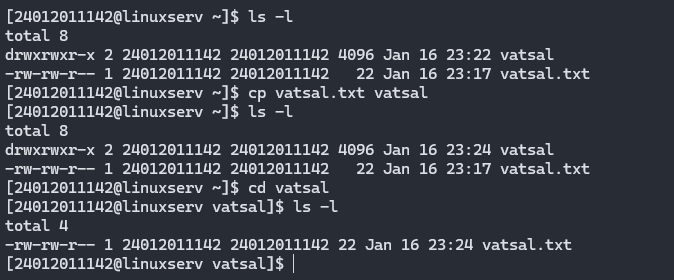 [24012011142@linuxserv ~]$ ls -l
total 8
drwxrwxr-x 2 24012011142 24012011142 4096 Jan 16 23:22 vatsal
-rw-rw-r-- 1 24012011142 24012011142   22 Jan 16 23:17 vatsal.txt
[24012011142@linuxserv ~]$ cp vatsal.txt vatsal
[24012011142@linuxserv ~]$ ls -l
total 8
drwxrwxr-x 2 24012011142 24012011142 4096 Jan 16 23:24 vatsal
-rw-rw-r-- 1 24012011142 24012011142   22 Jan 16 23:17 vatsal.txt
[24012011142@linuxserv ~]$ cd vatsal
[24012011142@linuxserv vatsal]$ ls -l
total 4
-rw-rw-r-- 1 24012011142 24012011142 22 Jan 16 23:24 vatsal.txt
[24012011142@linuxserv vatsal]$